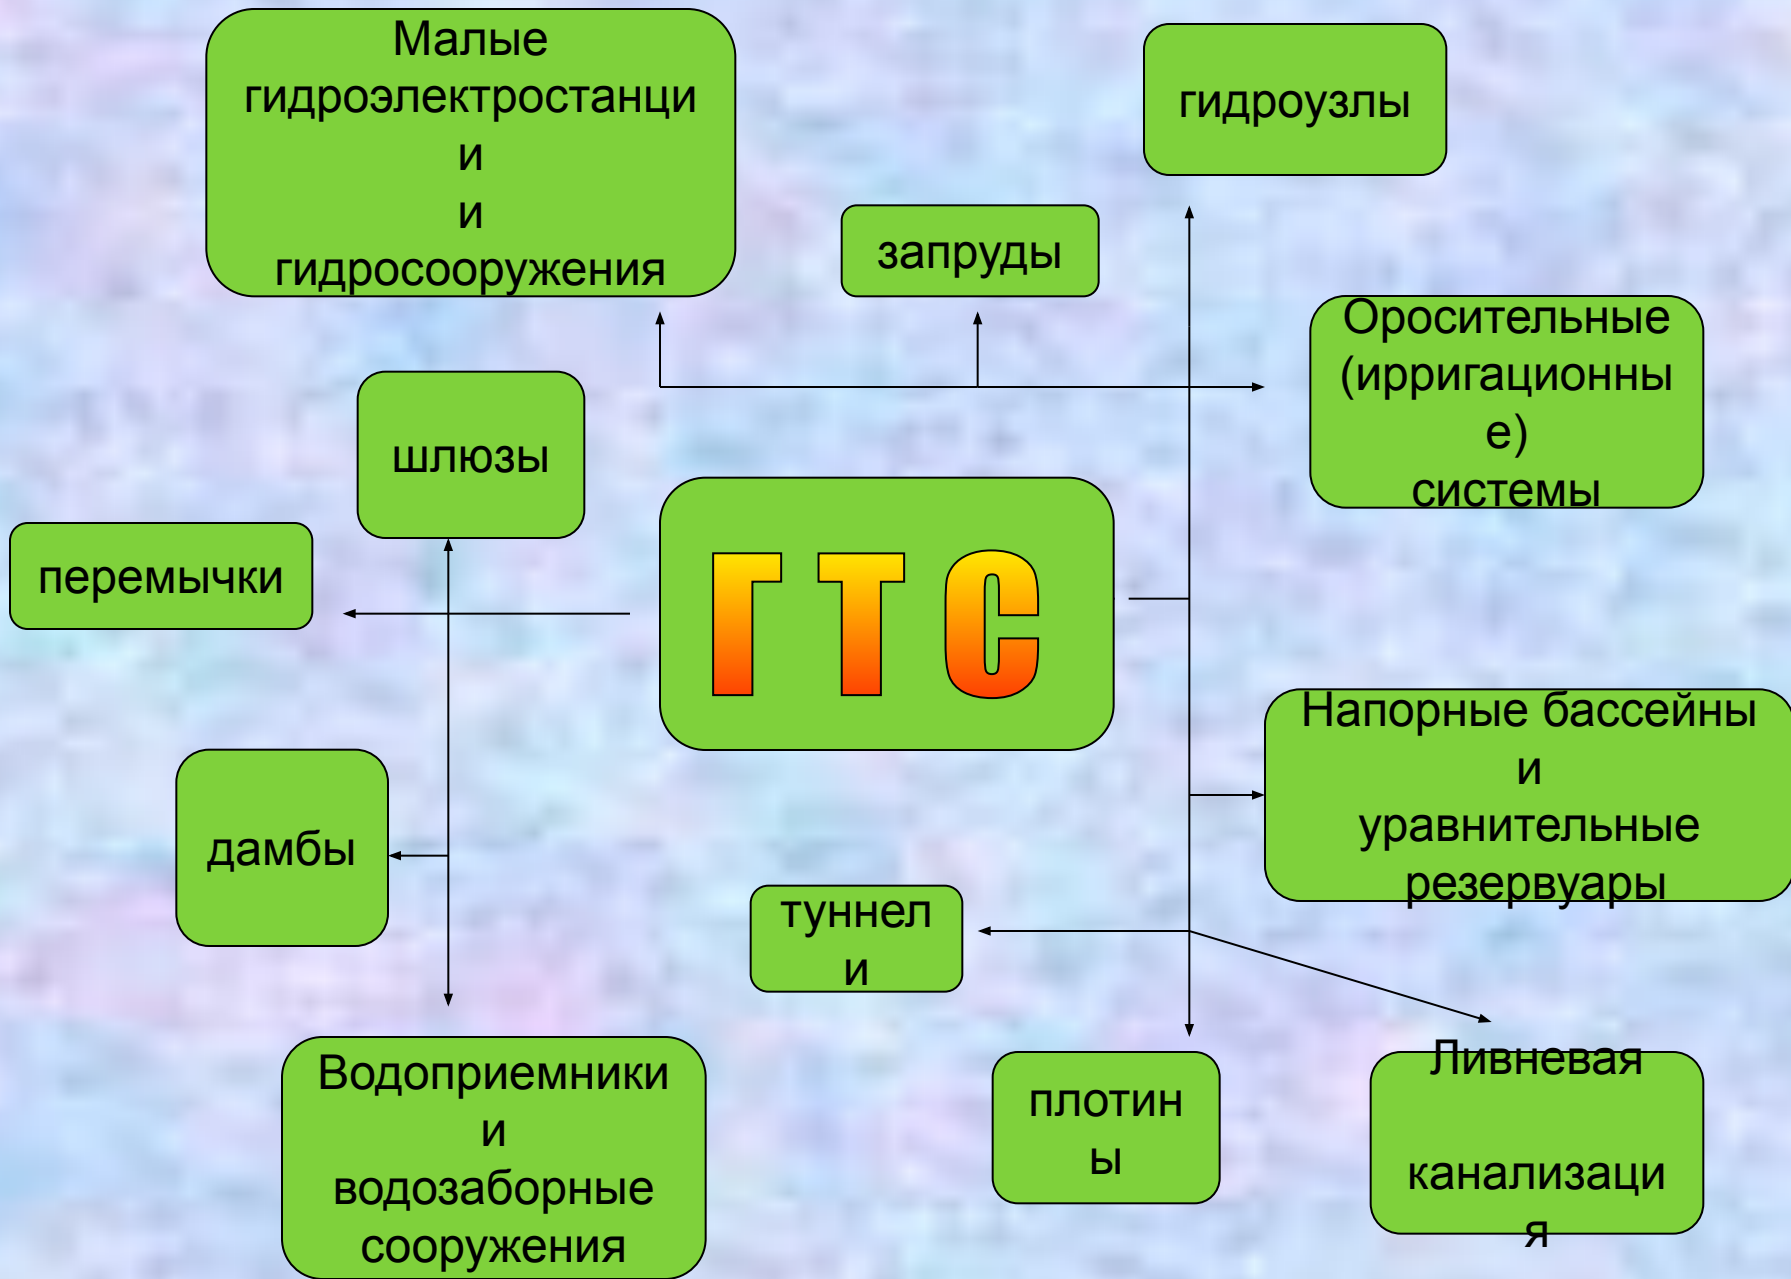 Малые
гидроэлектростанци
и
и
гидросооружения
гидроузлы
запруды
Оросительные
(ирригационны
е)
системы
шлюзы
перемычки
ГТС
Напорные бассейны
и
уравнительные
резервуары
дамбы
туннел
и
Водоприемники
и
водозаборные
сооружения
плотин
ы
Ливневая
канализаци
я